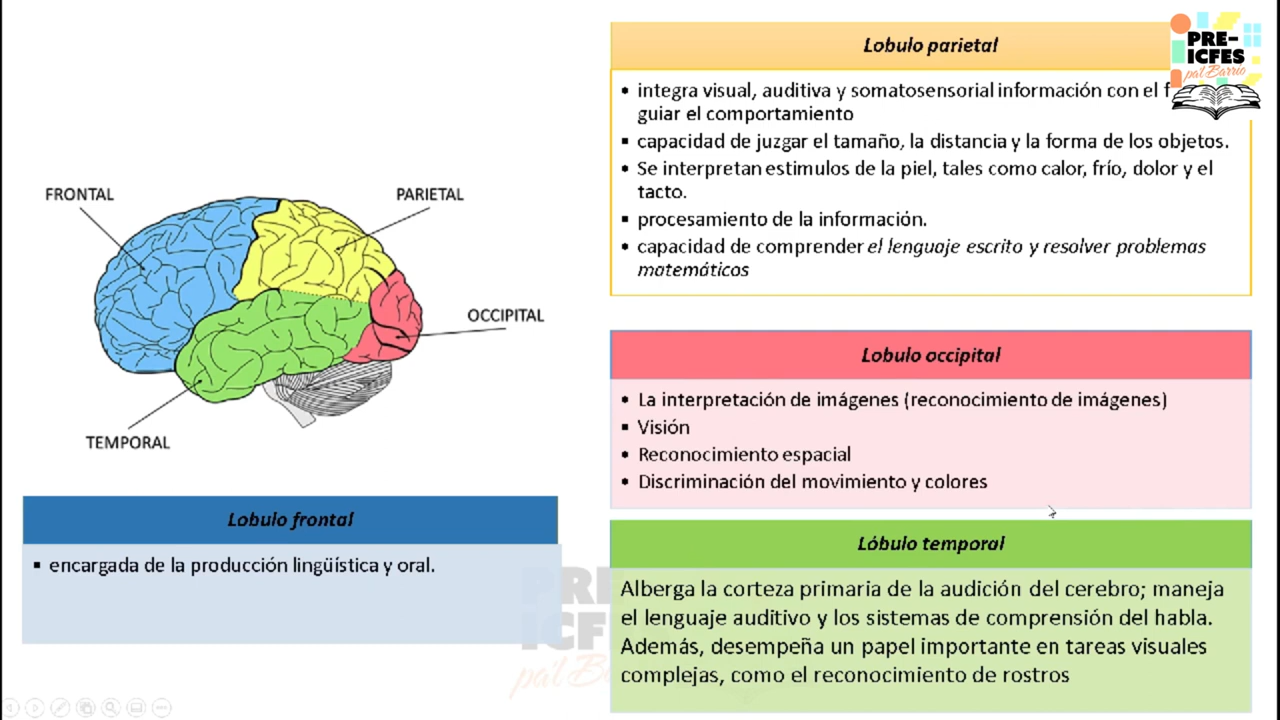 PRE-
ICFES
pa'l Barrio
Lobulo parietal
▪ integra visual, auditiva y somatosensorial información con el
guiar el comportamiento
▪ capacidad de juzgar el tamaño, la distancia y la forma de los objetos.
▪ Se interpretan estimulos de la piel, tales como calor, frío, dolor y el
tacto.
▪ procesamiento de la información.
▪ capacidad de comprender el lenguaje escrito y resolver problemas
matemáticos
FRONTAL
PARIETAL
OCCIPITAL
TEMPORAL
Lobulo occipital
▪ La interpretación de imágenes (reconocimiento de imágenes)
▪ Visión
▪ Reconocimiento espacial
▪ Discriminación del movimiento y colores
Lobulo frontal
▪ encargada de la producción lingüística y oral.
Lóbulo temporal
Alberga la corteza primaria de la audición del cerebro; maneja
el lenguaje auditivo y los sistemas de comprensión del habla.
Además, desempeña un papel importante en tareas visuales
complejas, como el reconocimiento de rostros